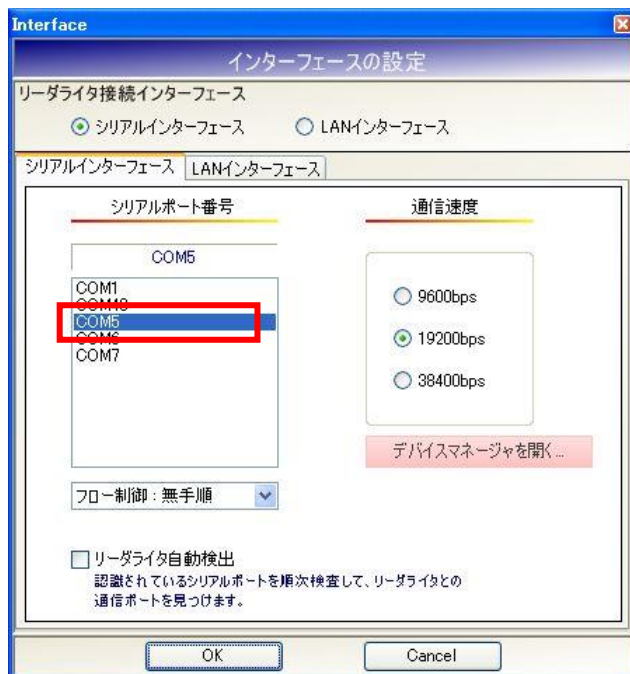 Interface
インターフェースの設定
リーダライタ接続インターフェース
シリアルインターフェース
LANインターフェース
シリアルインターフェース
LANインターフェース
シリアルポート番号
通信速度
COM5
COM1
COM5
COM6
COM7
9600bps
19200bps
38400bps
デバイスマネージャを開く...
フロー制御 : 無手順
リーダライタ自動検出
認識されているシリアルポートを順次検査して、リーダライタとの
通信ポートを見つけます。
OK
Cancel